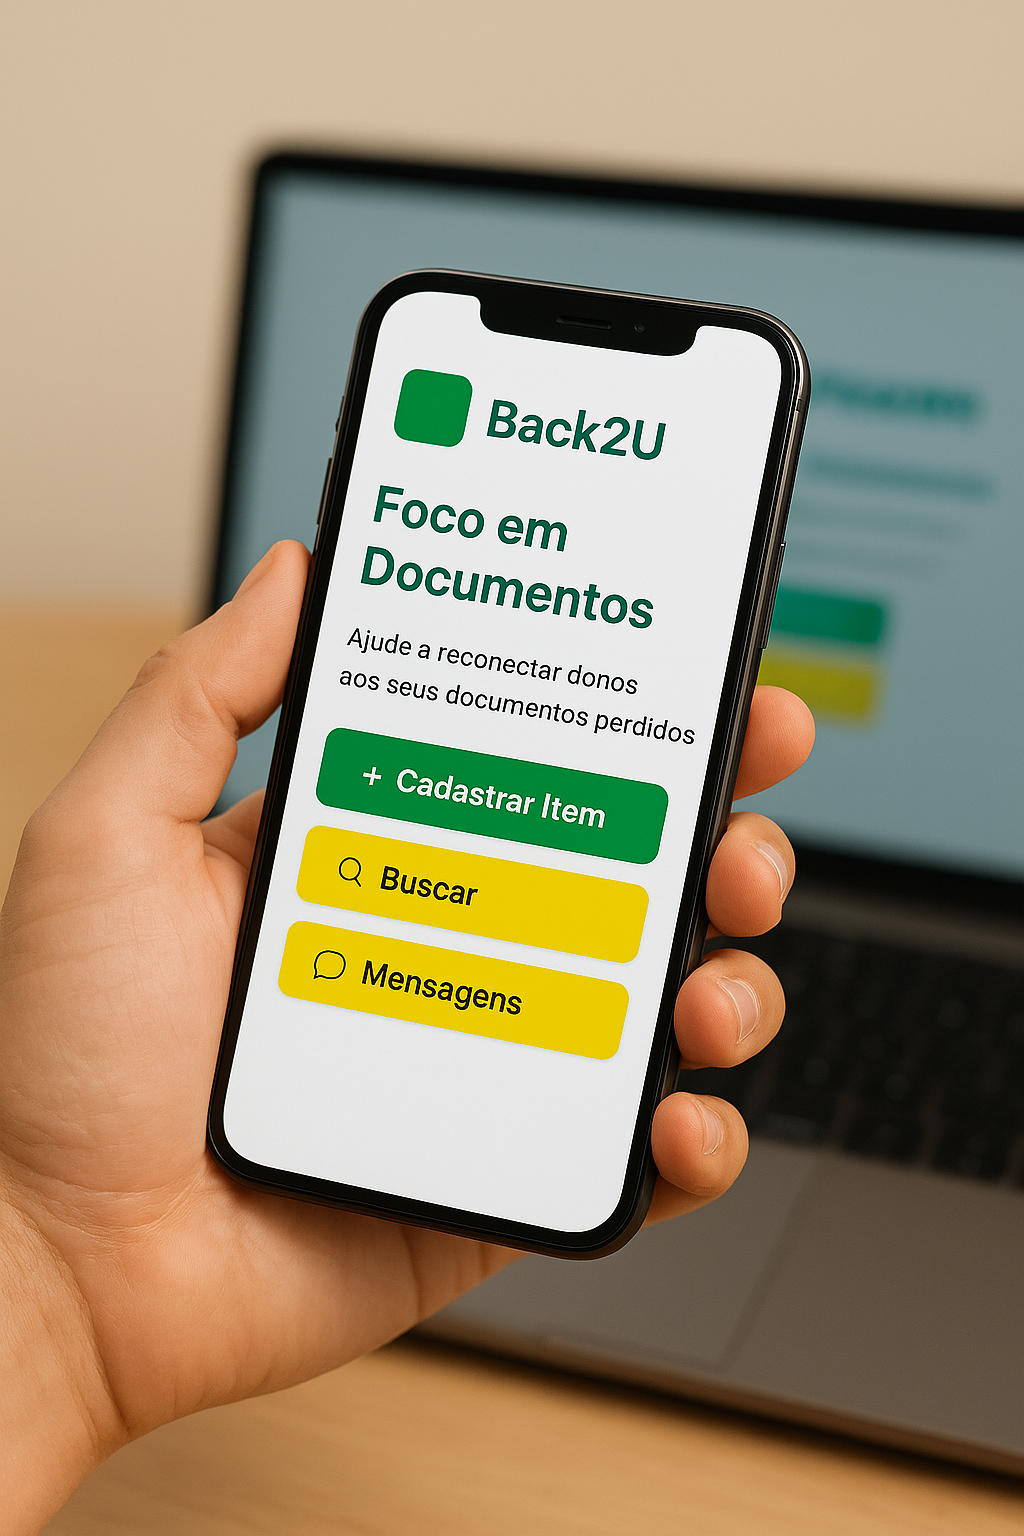 Back2U
Foco em
Documentos
Ajude a reconectar donos
aos seus documentos perdidos
+ Cadastrar Item
Buscar
Mensagens